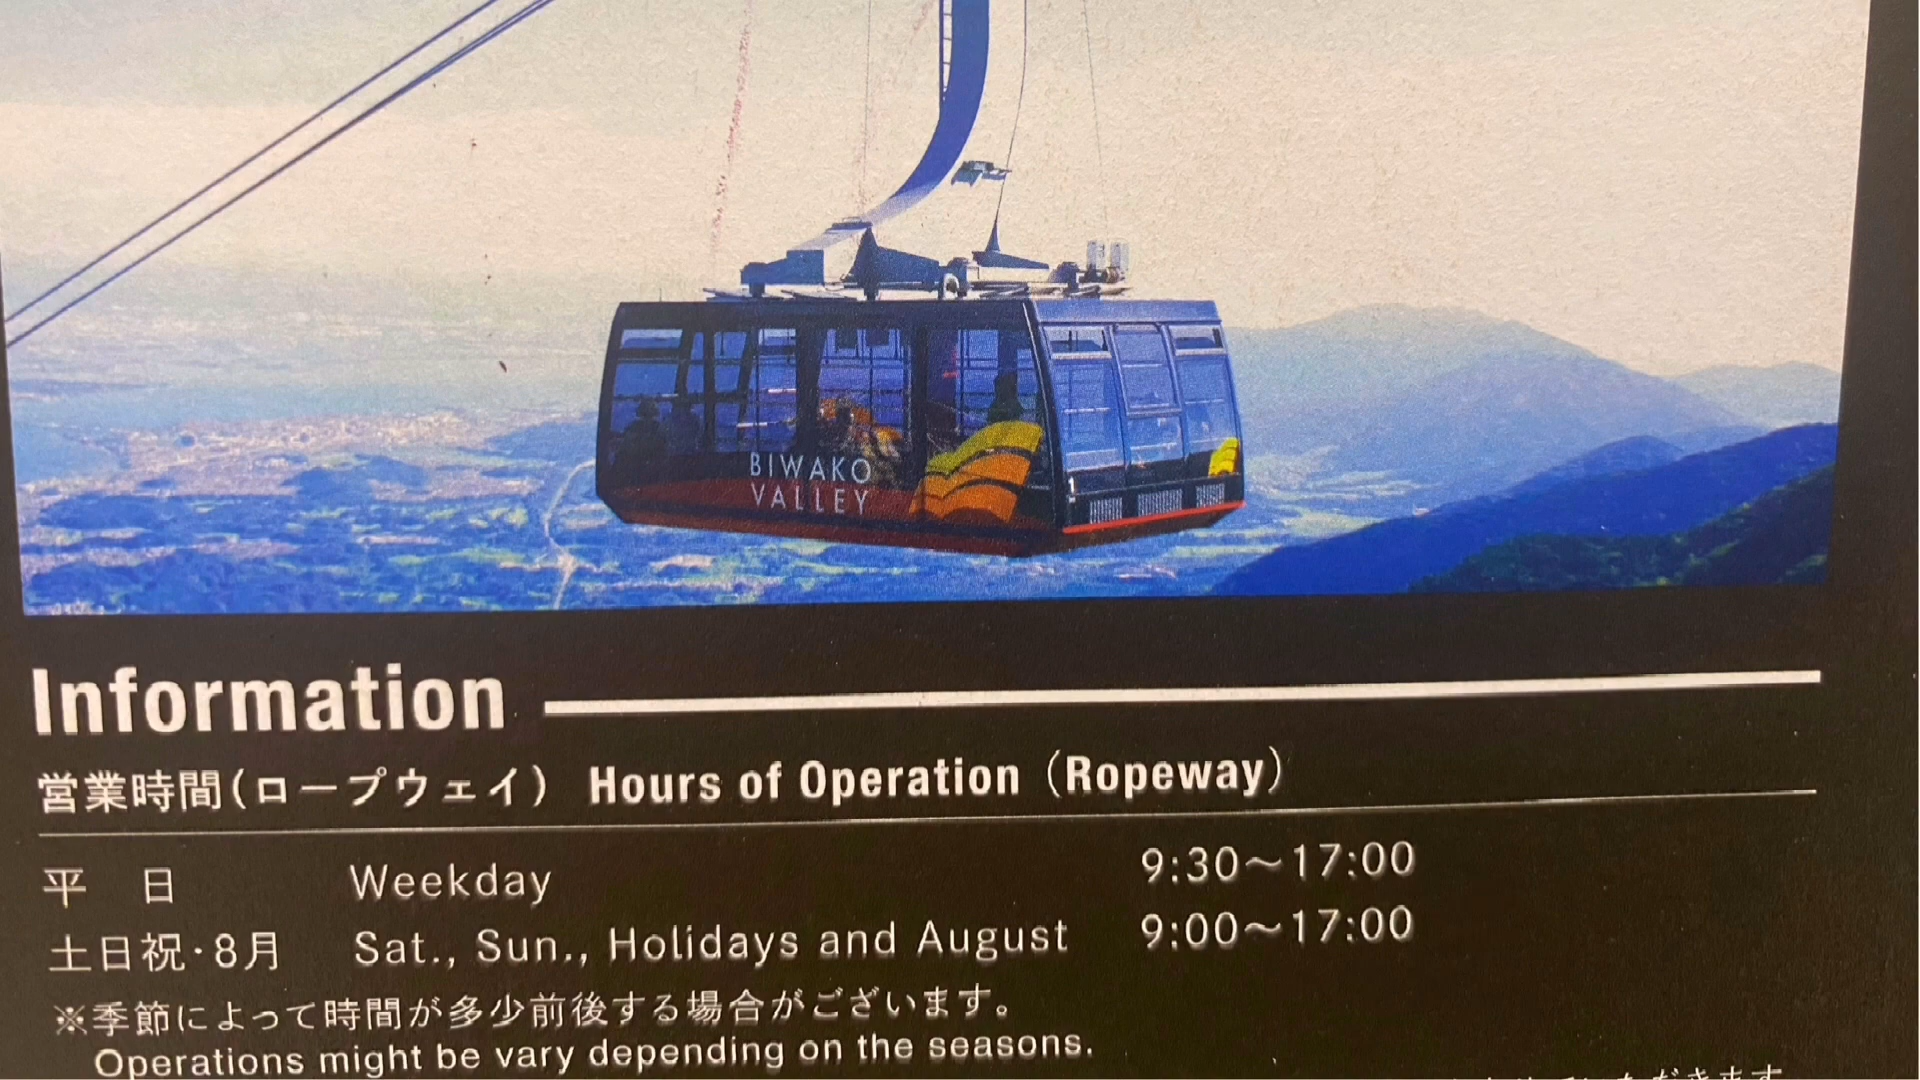 BIWAKO
VALLEY
Information
営業時間(ロープウェイ) Hours of Operation (Ropeway)
平 日 Weekday 9:30～17:00
土日祝・8月 Sat., Sun., Holidays and August 9:00～17:00
※季節によって時間が多少前後する場合がございます。
Operations might be vary depending on the seasons.